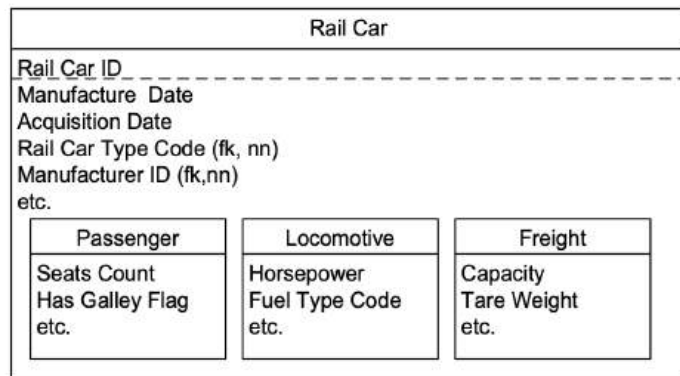 Rail Car
Rail Car ID
Manufacture Date
Acquisition Date
Rail Car Type Code (fk, nn)
Manufacturer ID (fk,nn)
etc.
Passenger
Seats Count
Has Galley Flag
etc.
Locomotive
Horsepower
Fuel Type Code
etc.
Freight
Capacity
Tare Weight
etc.